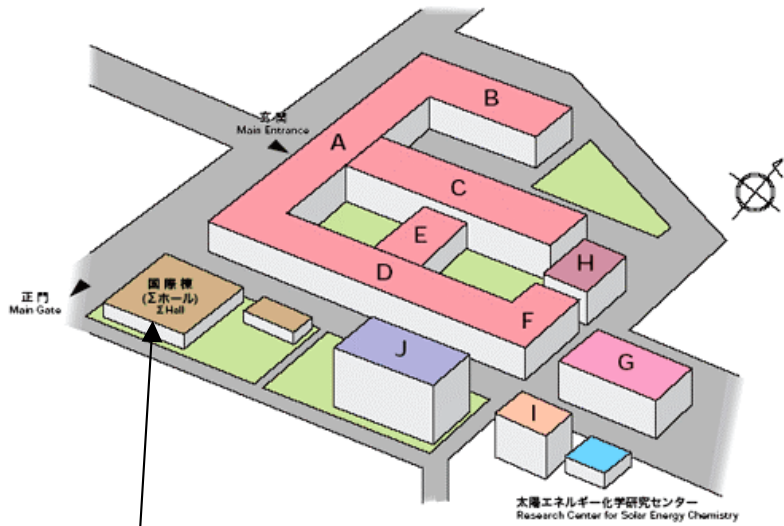 B
玄関
Main Entrance
A
C
E
H
D
国際棟
(Σホール)
Σ Hall
正門
Main Gate
F
J
G
I
太陽エネルギー化学研究センター
Research Center for Solar Energy Chemistry